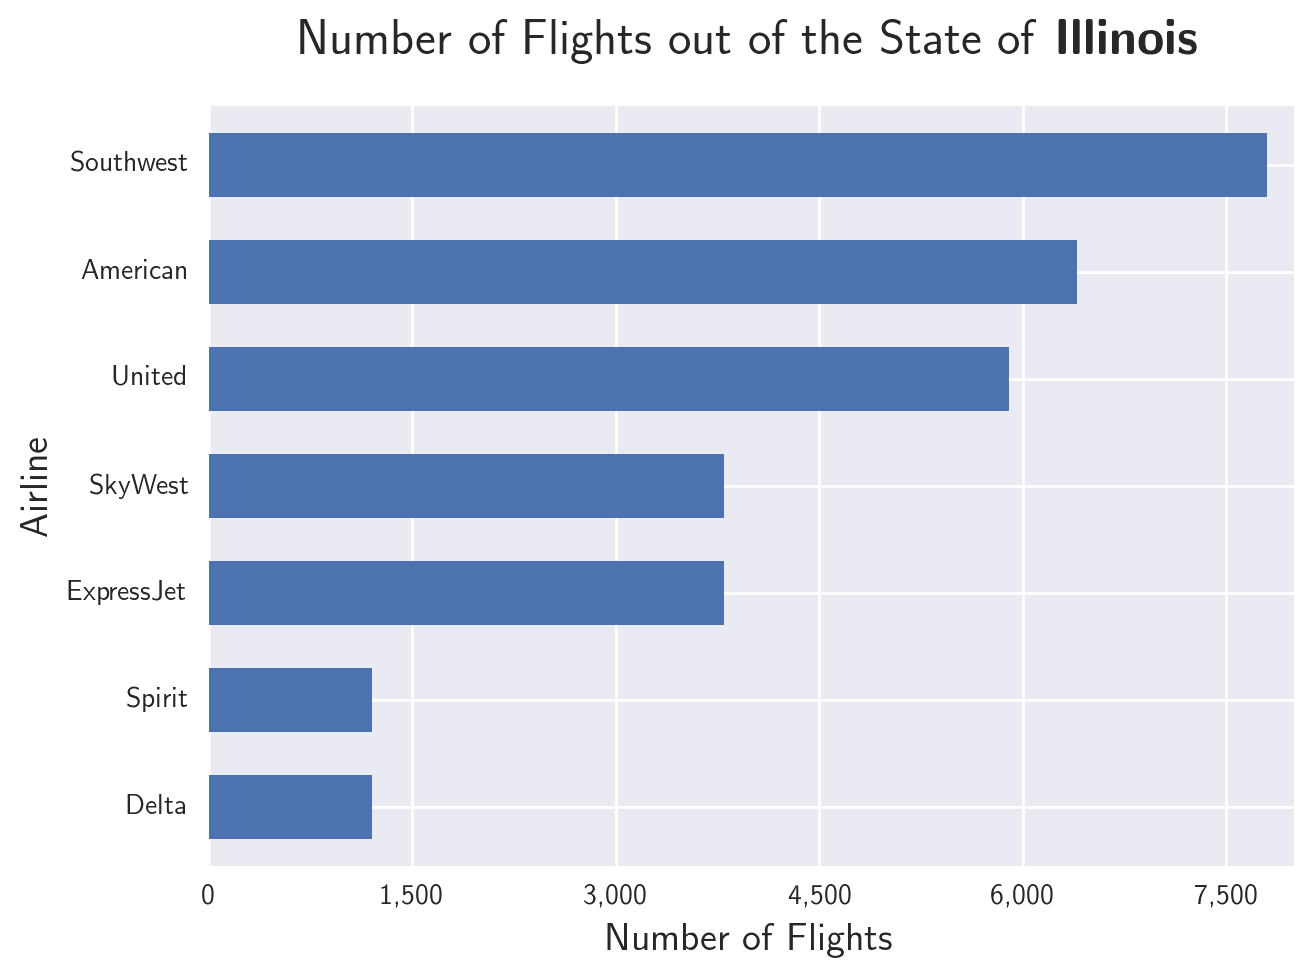 Number of Flights out of the State of Illinois
Southwest
American
United
SkyWest
ExpressJet
Spirit
Delta
Airline
0 1,500 3,000 4,500 6,000 7,500
Number of Flights